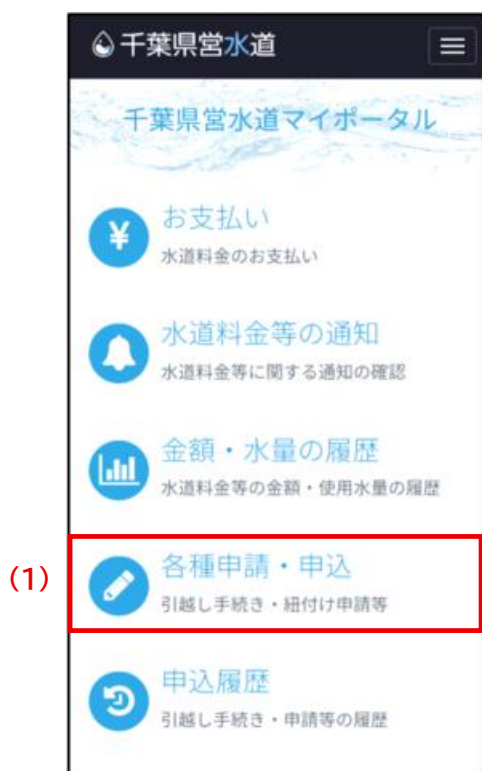 千葉県営水道
千葉県営水道マイポータル
お支払い
水道料金のお支払い
水道料金等の通知
水道料金等に関する通知の確認
金額・水量の履歴
水道料金等の金額・使用水量の履歴
(1)
各種申請・申込
引越し手続き・紐付け申請等
申込履歴
引越し手続き・申請等の履歴